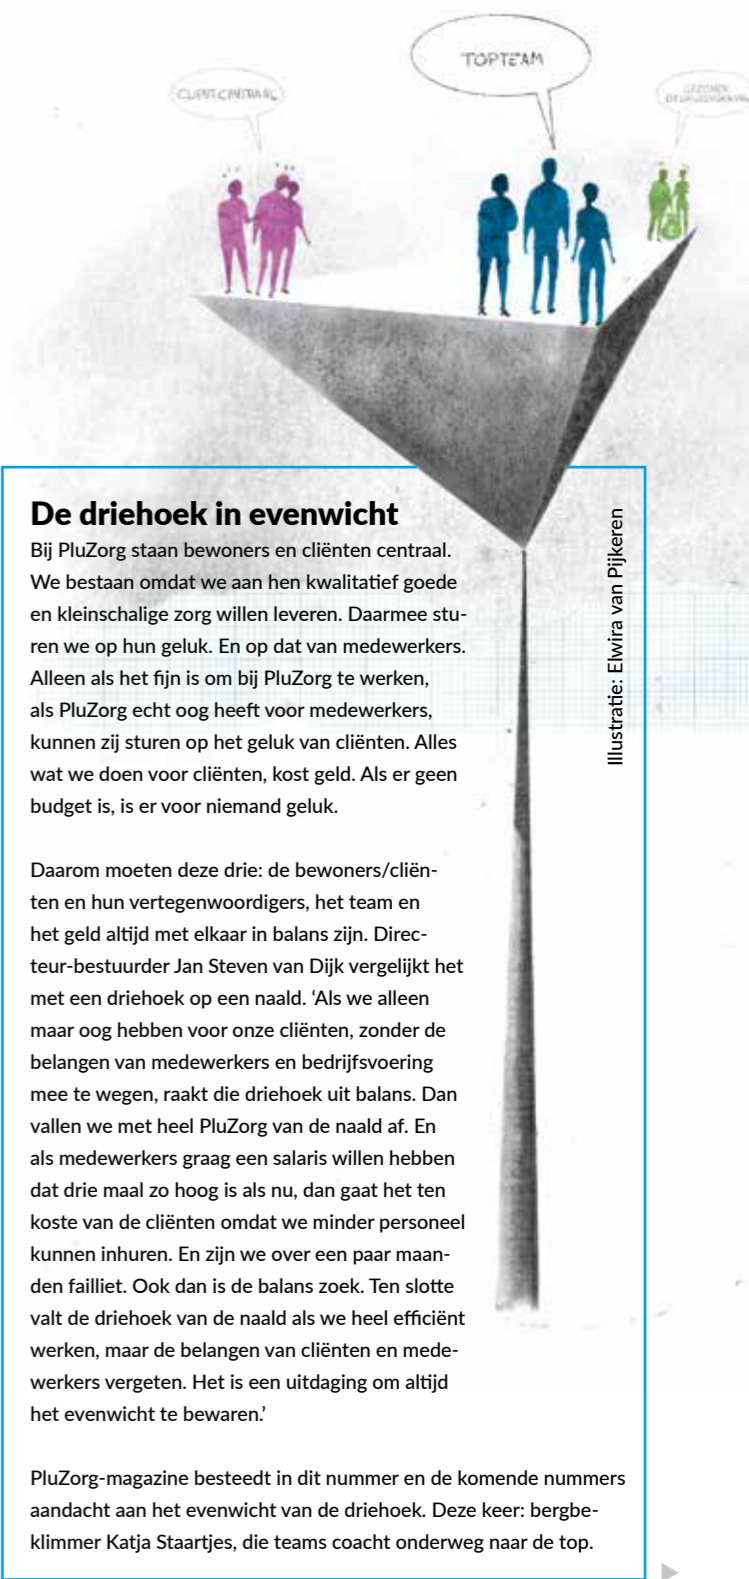 TOPTEAM
CLIENT CENTRAAL
GEZONDE
De driehoek in evenwicht
Bij PluZorg staan bewoners en cliënten centraal.
We bestaan omdat we aan hen kwalitatief goede
en kleinschalige zorg willen leveren. Daarmee stu-
ren we op hun geluk. En op dat van medewerkers.
Alleen als het fijn is om bij PluZorg te werken,
als PluZorg echt oog heeft voor medewerkers,
kunnen zij sturen op het geluk van cliënten. Alles
wat we doen voor cliënten, kost geld. Als er geen
budget is, is er voor niemand geluk.
Daarom moeten deze drie: de bewoners/cliën-
ten en hun vertegenwoordigers, het team en
het geld altijd met elkaar in balans zijn. Direc-
teur-bestuurder Jan Steven van Dijk vergelijkt het
met een driehoek op een naald. ‘Als we alleen
maar oog hebben voor onze cliënten, zonder de
belangen van medewerkers en bedrijfsvoering
mee te wegen, raakt die driehoek uit balans. Dan
vallen we met heel PluZorg van de naald af. En
als medewerkers graag een salaris willen hebben
dat drie maal zo hoog is als nu, dan gaat het ten
koste van de cliënten omdat we minder personeel
kunnen inhuren. En zijn we over een paar maan-
den failliet. Ook dan is de balans zoek. Ten slotte
valt de driehoek van de naald als we heel efficiënt
werken, maar de belangen van cliënten en mede-
werkers vergeten. Het is een uitdaging om altijd
het evenwicht te bewaren.’
PluZorg-magazine besteedt in dit nummer en de komende nummers
aandacht aan het evenwicht van de driehoek. Deze keer: bergbe-
klimmer Katja Staartjes, die teams coacht onderweg naar de top.
Illustratie: Elwira van Pijkeren